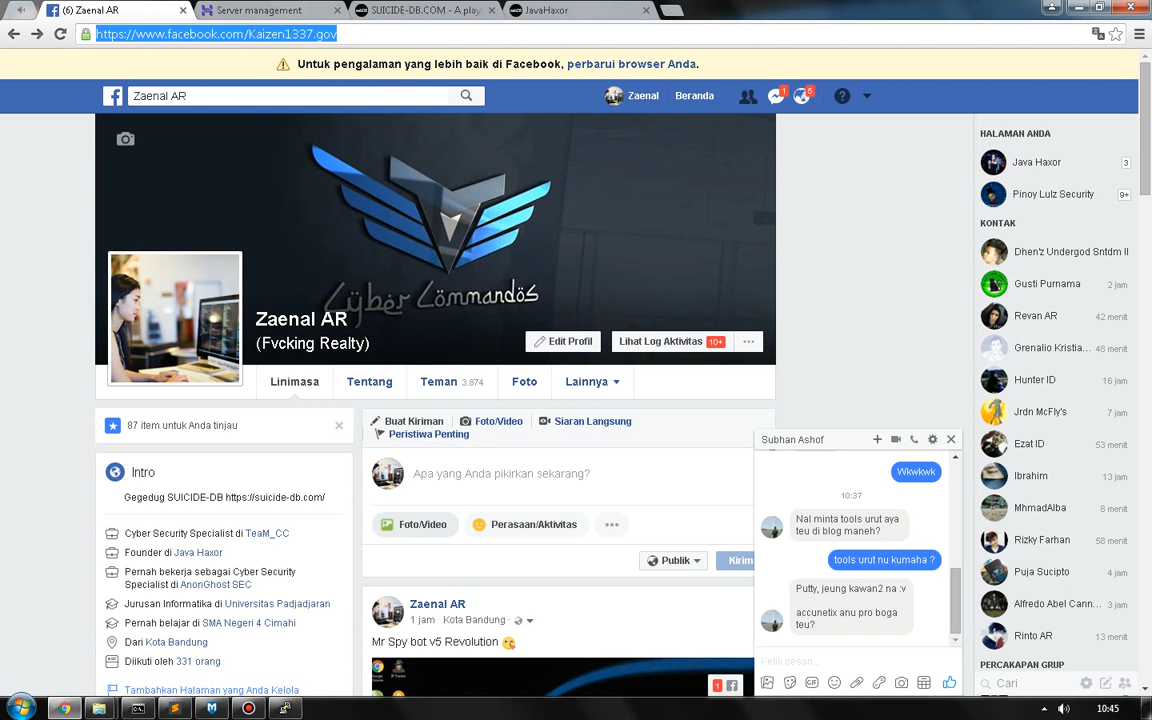 (6) Zaenal AR
Server management
SUICIDE-DB.COM - A play
JavaHaxor
https://www.facebook.com/Kaizen1337.gov
Untuk pengalaman yang lebih baik di Facebook, perbarui browser Anda.
Zaenal AR
Zaenal
Beranda
1
6
Cyber Commandos
Zaenal AR
(Fvcking Realty)
Edit Profil
Lihat Log Aktivitas 10+
Linimasa
Tentang
Teman 3.874
Foto
Lainnya
87 item untuk Anda tinjau
Intro
Gegedug SUICIDE-DB https://suicide-db.com/
Cyber Security Specialist di TeaM_CC
Founder di Java Haxor
Pernah bekerja sebagai Cyber Security
Specialist di AnonGhost SEC
Jurusan Informatika di Universitas Padjadjaran
Pernah belajar di SMA Negeri 4 Cimahi
Dari Kota Bandung
Diikuti oleh 331 orang
Tambahkan Halaman yang Anda Kelola
Buat Kiriman
Foto/Video
Siaran Langsung
Peristiwa Penting
Apa yang Anda pikirkan sekarang?
Foto/Video
Perasaan/Aktivitas
Publik
Kirim
Zaenal AR
1 jam · Kota Bandung ·
Mr Spy bot v5 Revolution
1
Subhan Ashof
Wkwkwk
10:37
Nal minta tools urut aya
teu di blog maneh?
tools urut nu kumaha ?
Putty, jeung kawan2 na :v
accunetix anu pro boga
teu?
Ketik pesan...
HALAMAN ANDA
Java Haxor 3
Pinoy Lulz Security 9+
KONTAK
Dhen'z Undergod Sntdm II
Gusti Purnama 2 jam
Revan AR 42 menit
Grenalio Kristia... 48 menit
Hunter ID 16 jam
Jrdn McFly's 7 jam
Ezat ID 53 menit
Ibrahim 13 jam
MhmadAlba 8 menit
Rizky Farhan 58 menit
Puja Sucipto 4 jam
Alfredo Abel Cann... 3 jam
Rinto AR 13 menit
PERCAKAPAN GRUP
Cari
10:45